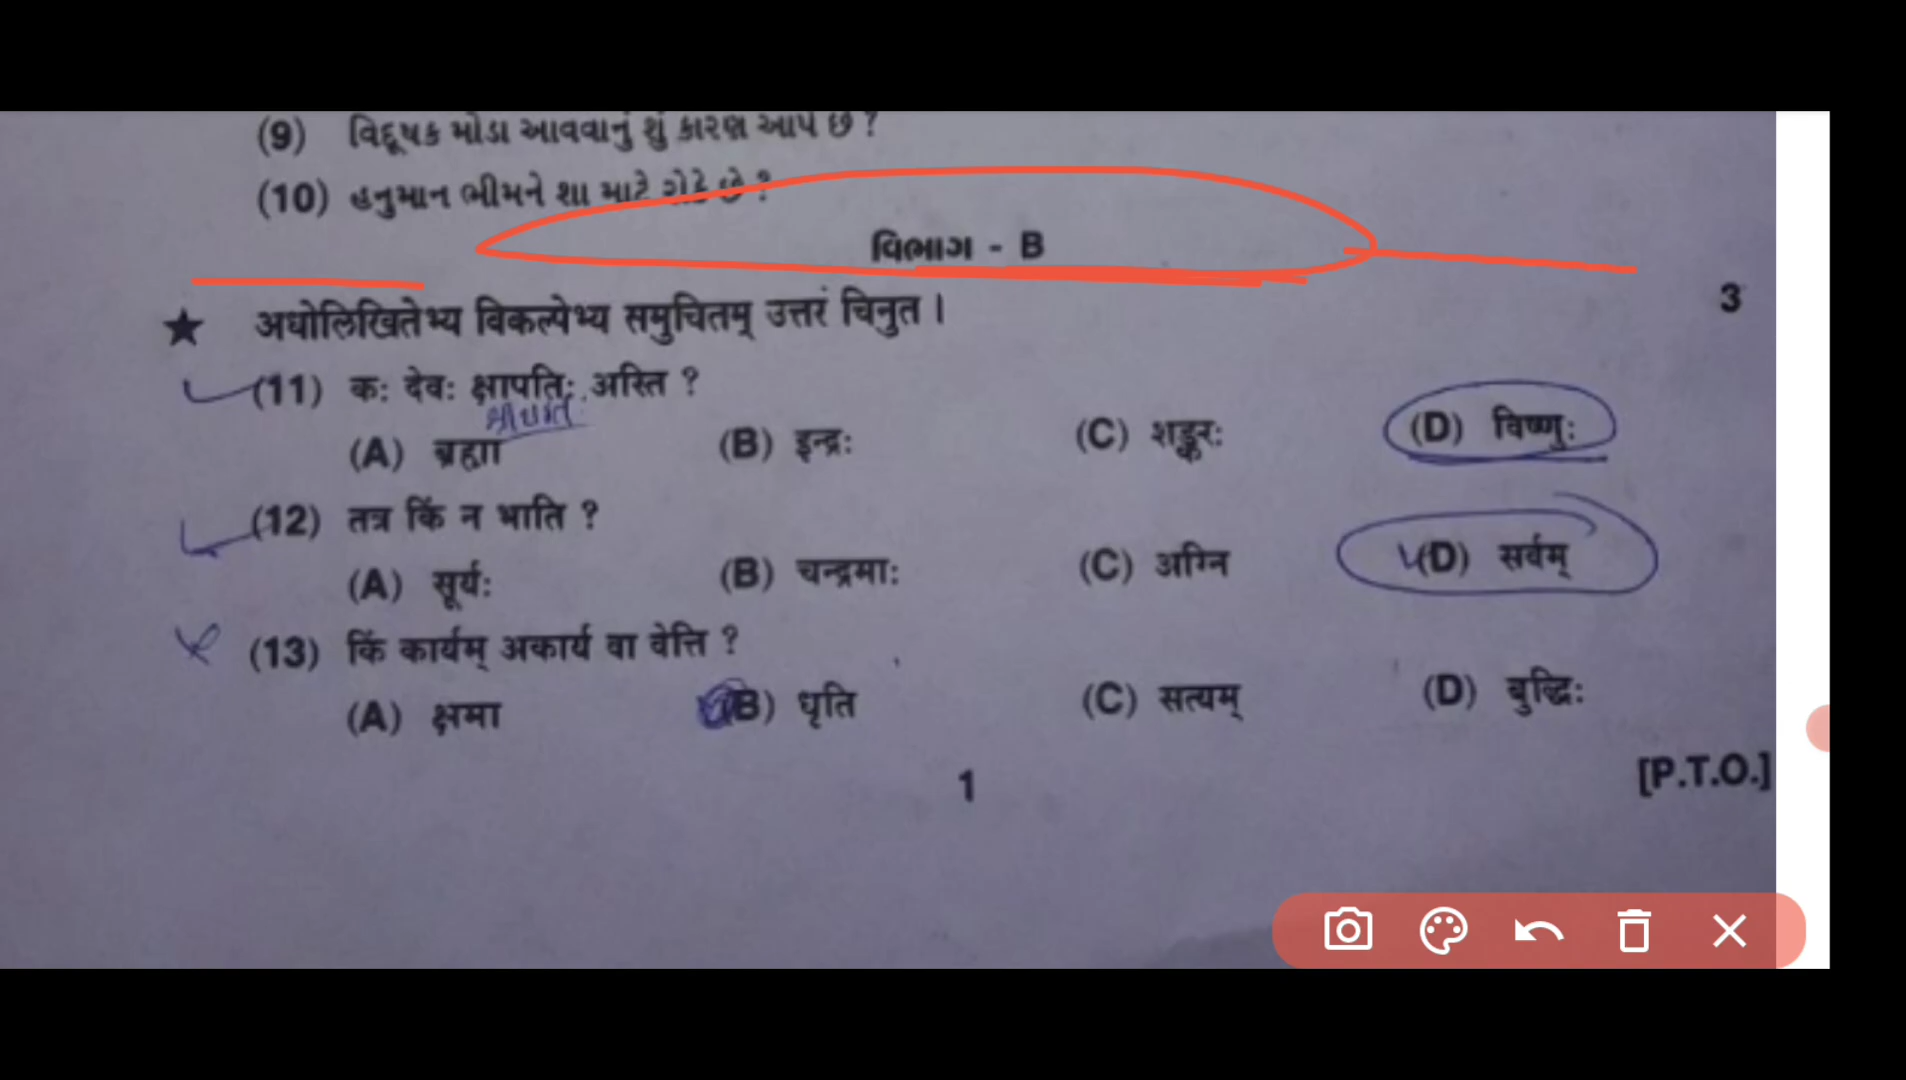 (9) વિદૂષક મોડા આવવાનું શું કારણ આપે છે ?
(10) હનુમાન ભીમને શા માટે રોકે છે ?
વિભાગ - B
★ अधोलिखितेभ्य विकल्पेभ्य समुचितम् उत्तरं चिनुत । 3
(11) कः देवः क्षापतिः अस्ति ?
(A) ब्रह्मा (B) इन्द्रः (C) शङ्करः (D) विष्णुः
(12) तत्र किं न भाति ?
(A) सूर्यः (B) चन्द्रमाः (C) अग्नि (D) सर्वम्
(13) किं कार्यम् अकार्य वा वेत्ति ?
(A) क्षमा (B) धृति (C) सत्यम् (D) बुद्धिः
1
[P.T.O.]